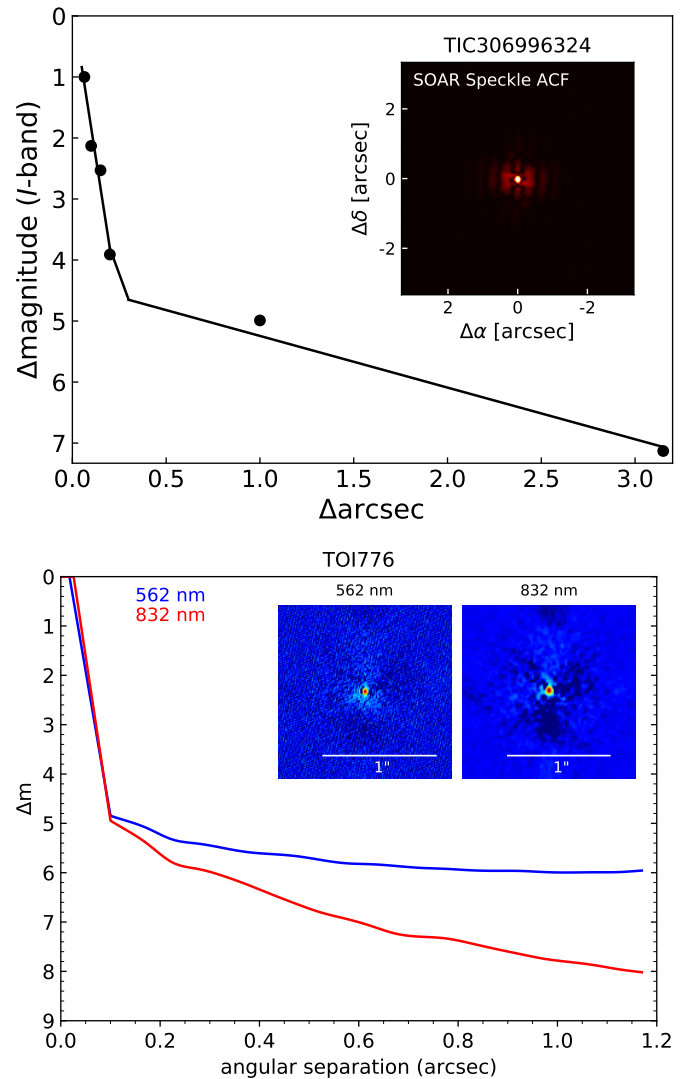 TIC306996324
SOAR Speckle ACF
Δδ [arcsec]
2
0
-2
2
0
-2
Δα [arcsec]
Δmagnitude (I-band)
0
1
2
3
4
5
6
7
0.0 0.5 1.0 1.5 2.0 2.5 3.0
Δarcsec
TOI776
562 nm
832 nm
562 nm
832 nm
1"
1"
Δm
0
1
2
3
4
5
6
7
8
9
0.0 0.2 0.4 0.6 0.8 1.0 1.2
angular separation (arcsec)